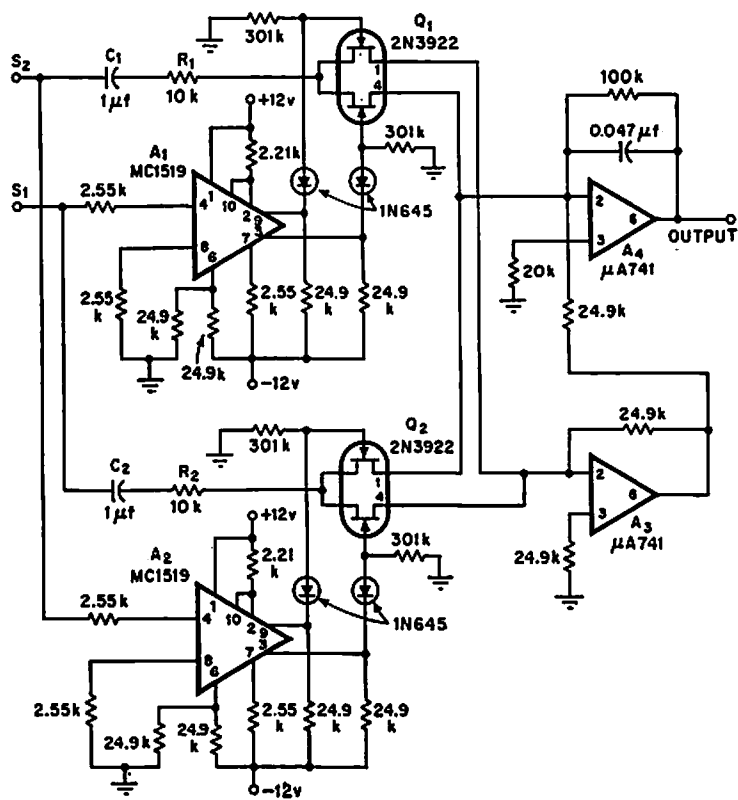 Q1
2N3922
301k
S2
C1
1µf
R1
10k
1
4
+12v
301k
100k
0.047µf
2.21k
A1
MC1519
1N645
S1
2.55k
4
1
10
2
9
3
8
7
6
2
3
6
A4
µA741
OUTPUT
20k
2.55
k
24.9
k
24.9k
2.55
k
24.9
k
24.9
k
24.9k
-12v
301k
Q2
2N3922
24.9k
C2
1µf
R2
10k
1
4
2
3
6
A3
µA741
+12v
301k
24.9k
A2
MC1519
2.21
k
1N645
2.55k
4
1
10
2
9
3
8
7
6
2.55k
24.9k
24.9
k
2.55
k
24.9
k
24.9
k
-12v